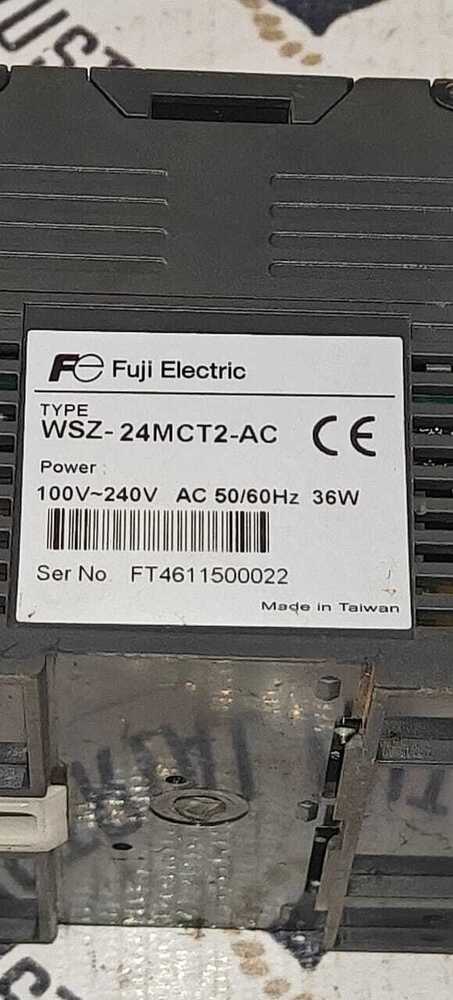 Fe Fuji Electric
TYPE
WSZ-24MCT2-AC CE
Power :
100V~240V AC 50/60Hz 36W
Ser No FT4611500022
Made in Taiwan